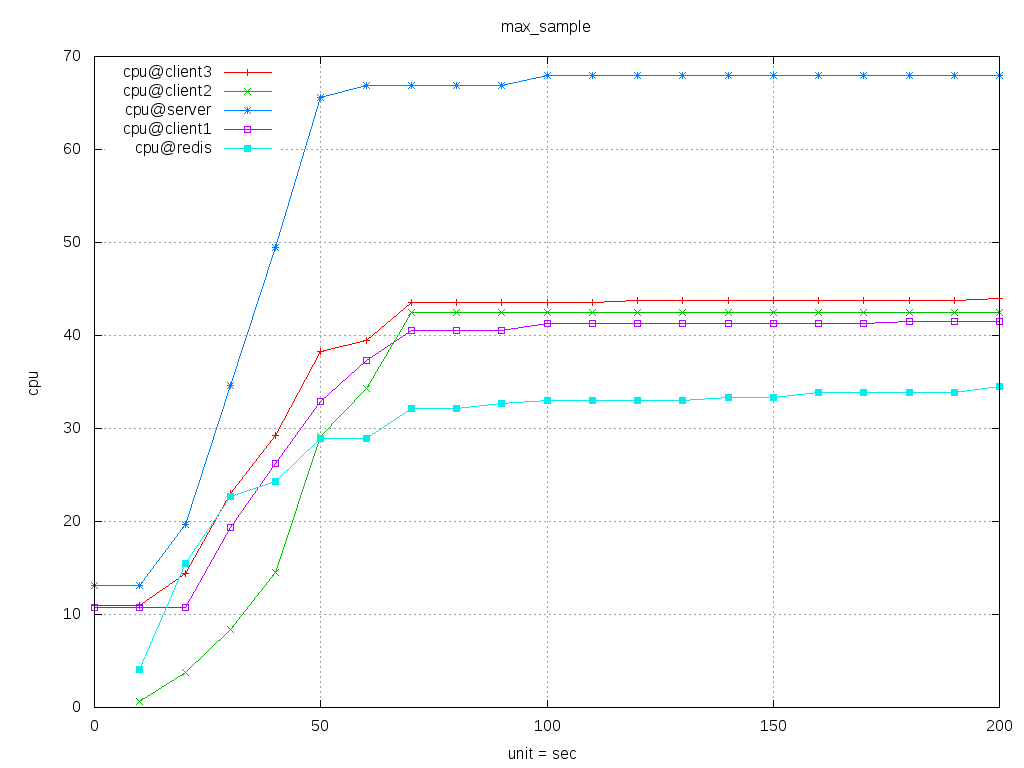 max_sample
cpu@client3
cpu@client2
cpu@server
cpu@client1
cpu@redis
70
60
50
40
30
20
10
0
cpu
0 50 100 150 200
unit = sec